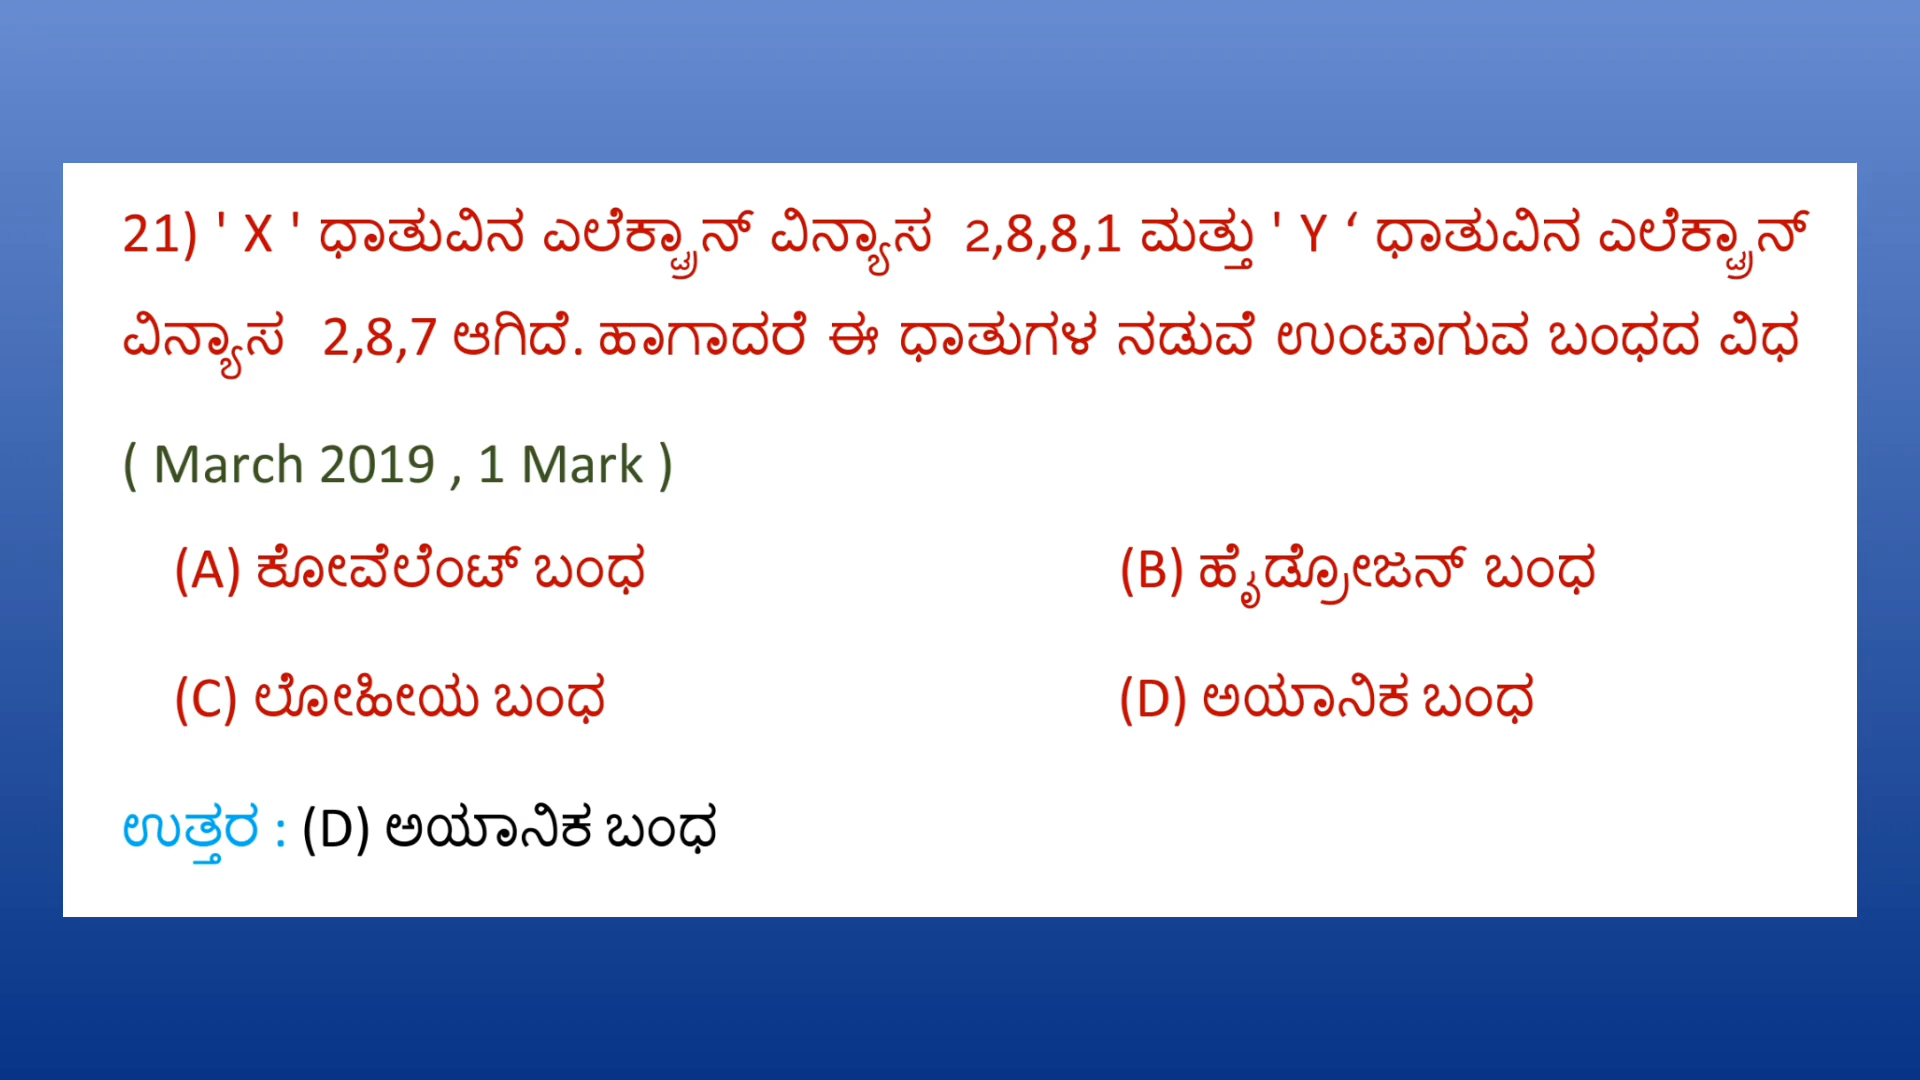 21) ' X ' ಧಾತುವಿನ ಎಲೆಕ್ಟ್ರಾನ್ ವಿನ್ಯಾಸ 2,8,8,1 ಮತ್ತು ' Y ‘ ಧಾತುವಿನ ಎಲೆಕ್ಟ್ರಾನ್
ವಿನ್ಯಾಸ 2,8,7 ಆಗಿದೆ. ಹಾಗಾದರೆ ಈ ಧಾತುಗಳ ನಡುವೆ ಉಂಟಾಗುವ ಬಂಧದ ವಿಧ
( March 2019 , 1 Mark )
(A) ಕೋವೆಲೆಂಟ್ ಬಂಧ (B) ಹೈಡ್ರೋಜನ್ ಬಂಧ
(C) ಲೋಹೀಯ ಬಂಧ (D) ಅಯಾನಿಕ ಬಂಧ
ಉತ್ತರ : (D) ಅಯಾನಿಕ ಬಂಧ